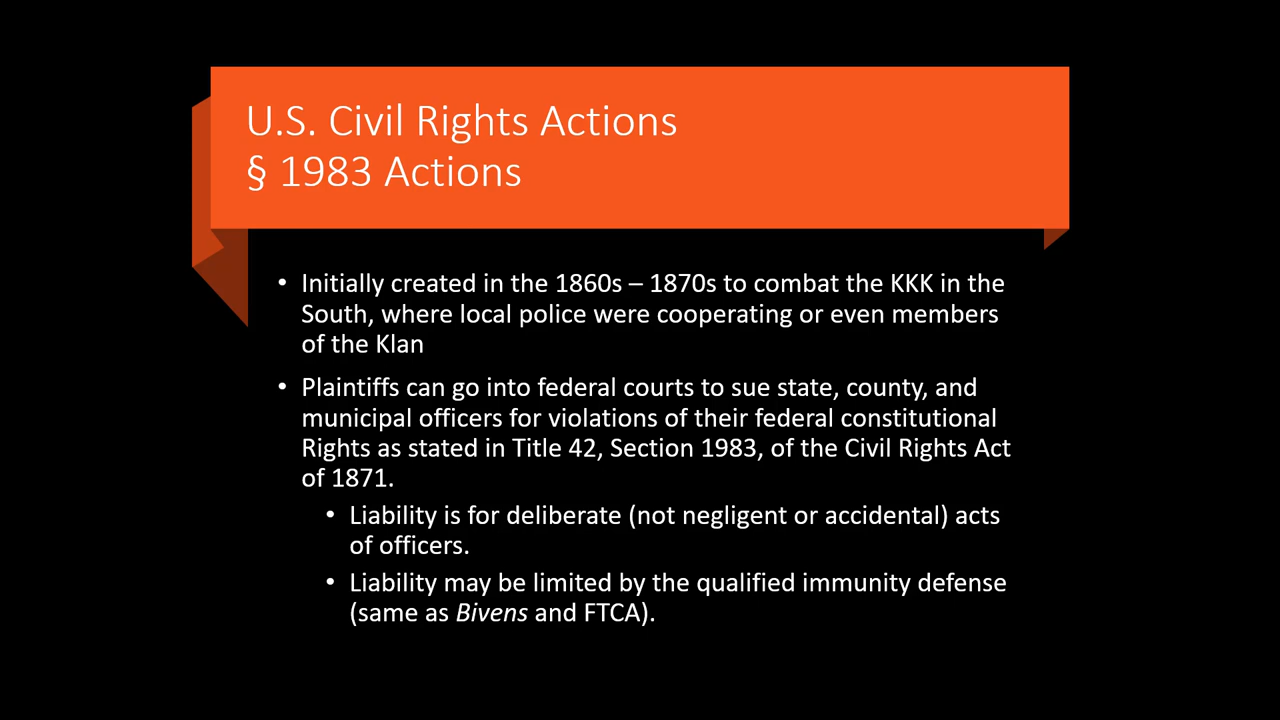 U.S. Civil Rights Actions
§ 1983 Actions
• Initially created in the 1860s – 1870s to combat the KKK in the
South, where local police were cooperating or even members
of the Klan
• Plaintiffs can go into federal courts to sue state, county, and
municipal officers for violations of their federal constitutional
Rights as stated in Title 42, Section 1983, of the Civil Rights Act
of 1871.
• Liability is for deliberate (not negligent or accidental) acts
of officers.
• Liability may be limited by the qualified immunity defense
(same as Bivens and FTCA).